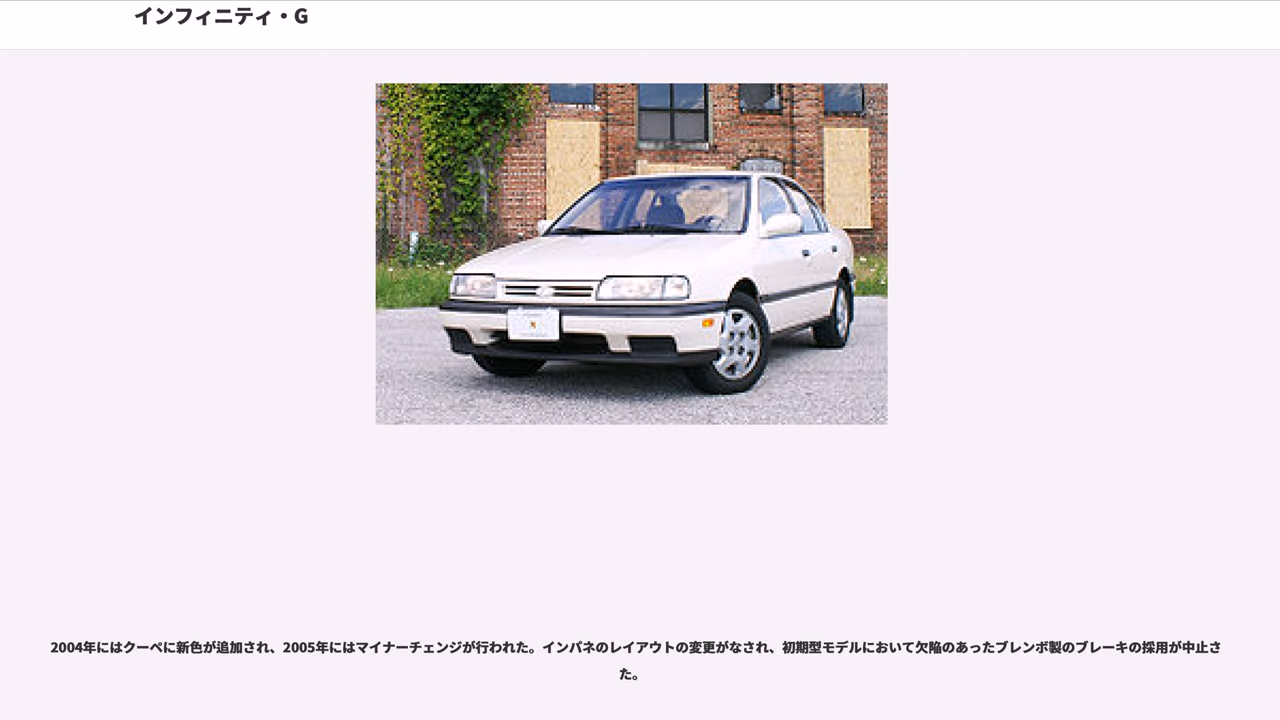 インフィニティ・G
2004年にはクーペに新色が追加され、2005年にはマイナーチェンジが行われた。インパネのレイアウトの変更がなされ、初期型モデルにおいて欠陥のあったブレンボ製のブレーキの採用が中止さ
た。